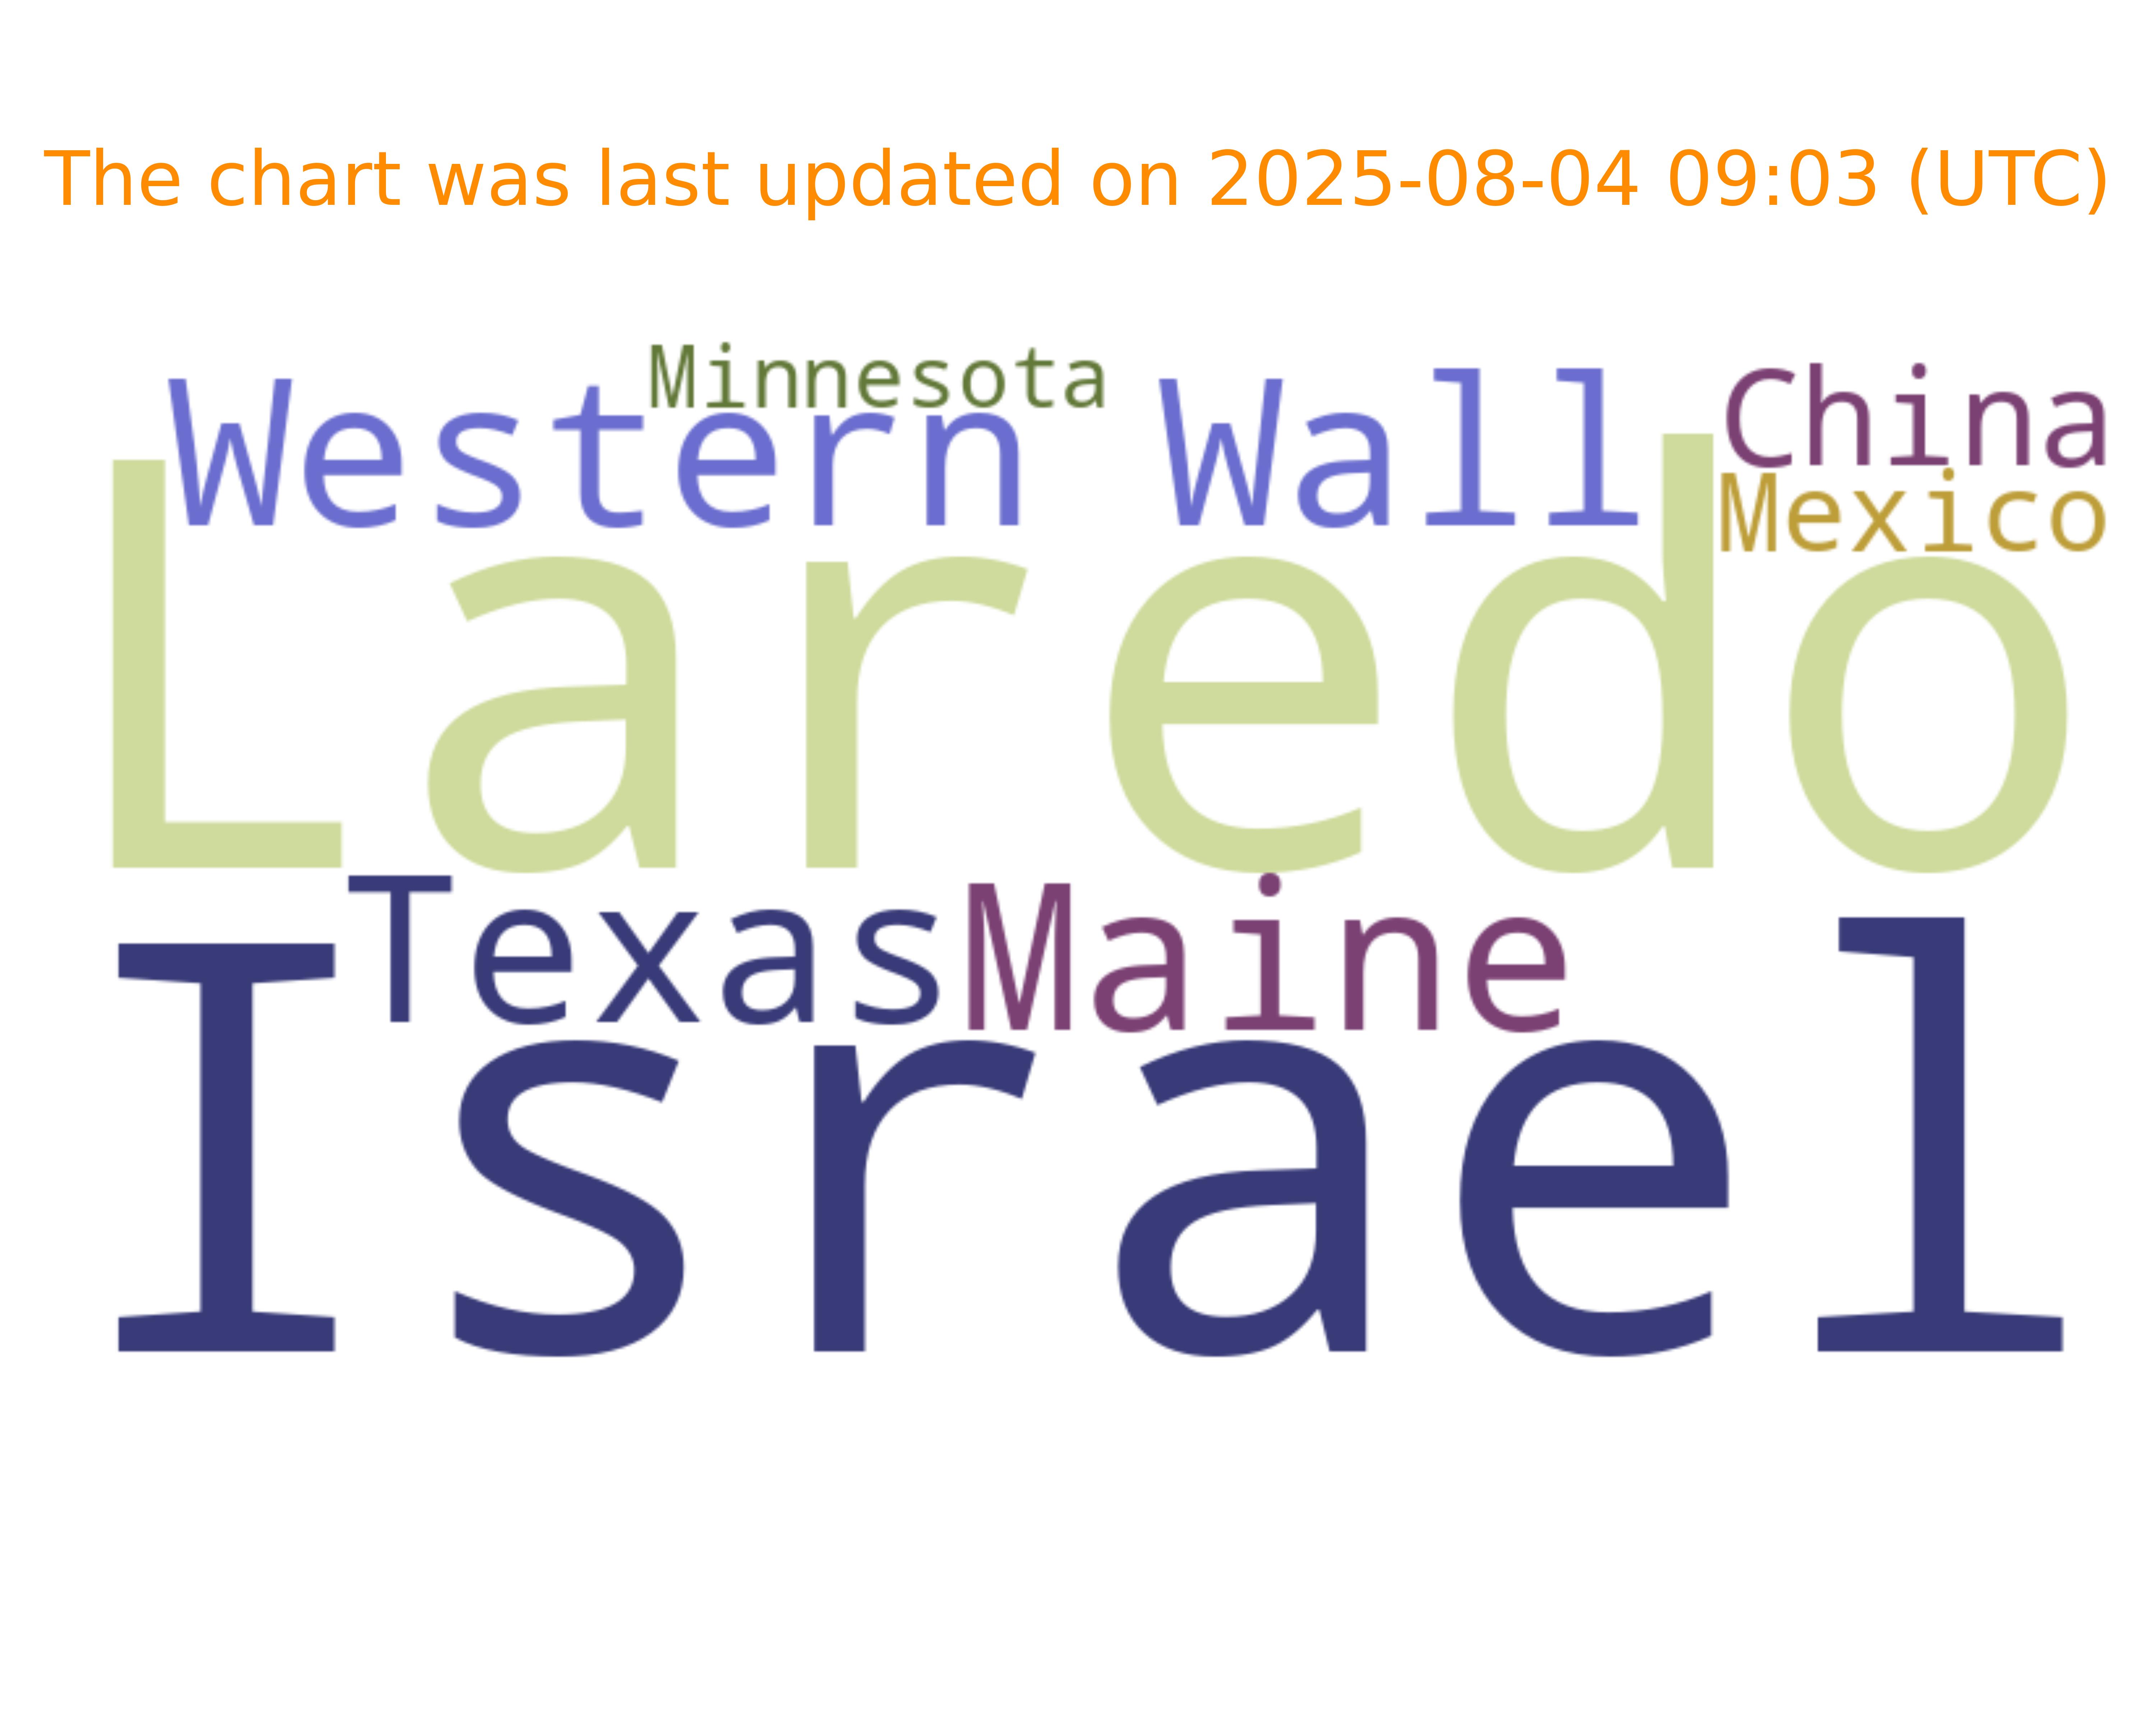 The chart was last updated on 2025-08-04 09:03 (UTC)
Minnesota
Western Wall
China
Mexico
Laredo
Texas
Maine
Israel